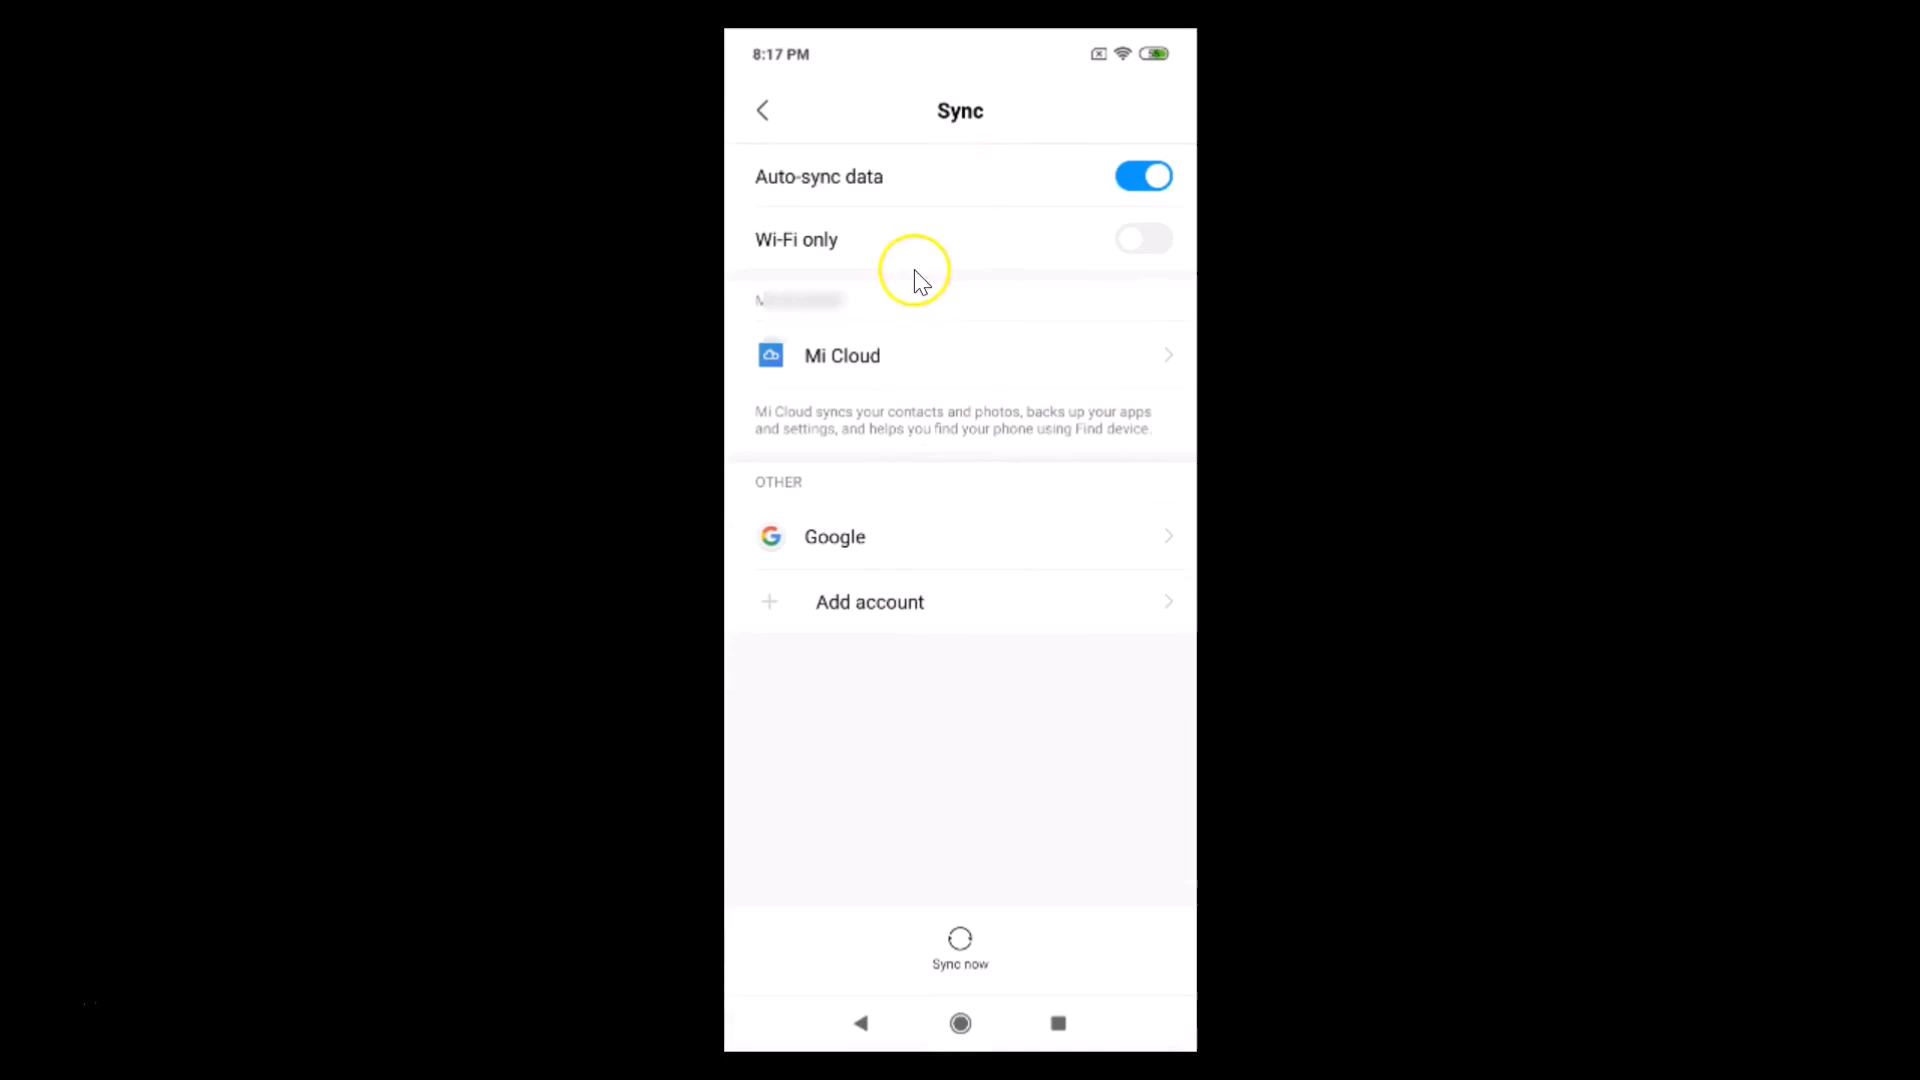 8:17 PM
Sync
Auto-sync data
Wi-Fi only
Mi Cloud
Mi Cloud syncs your contacts and photos, backs up your apps
and settings, and helps you find your phone using Find device.
OTHER
Google
Add account
Sync now